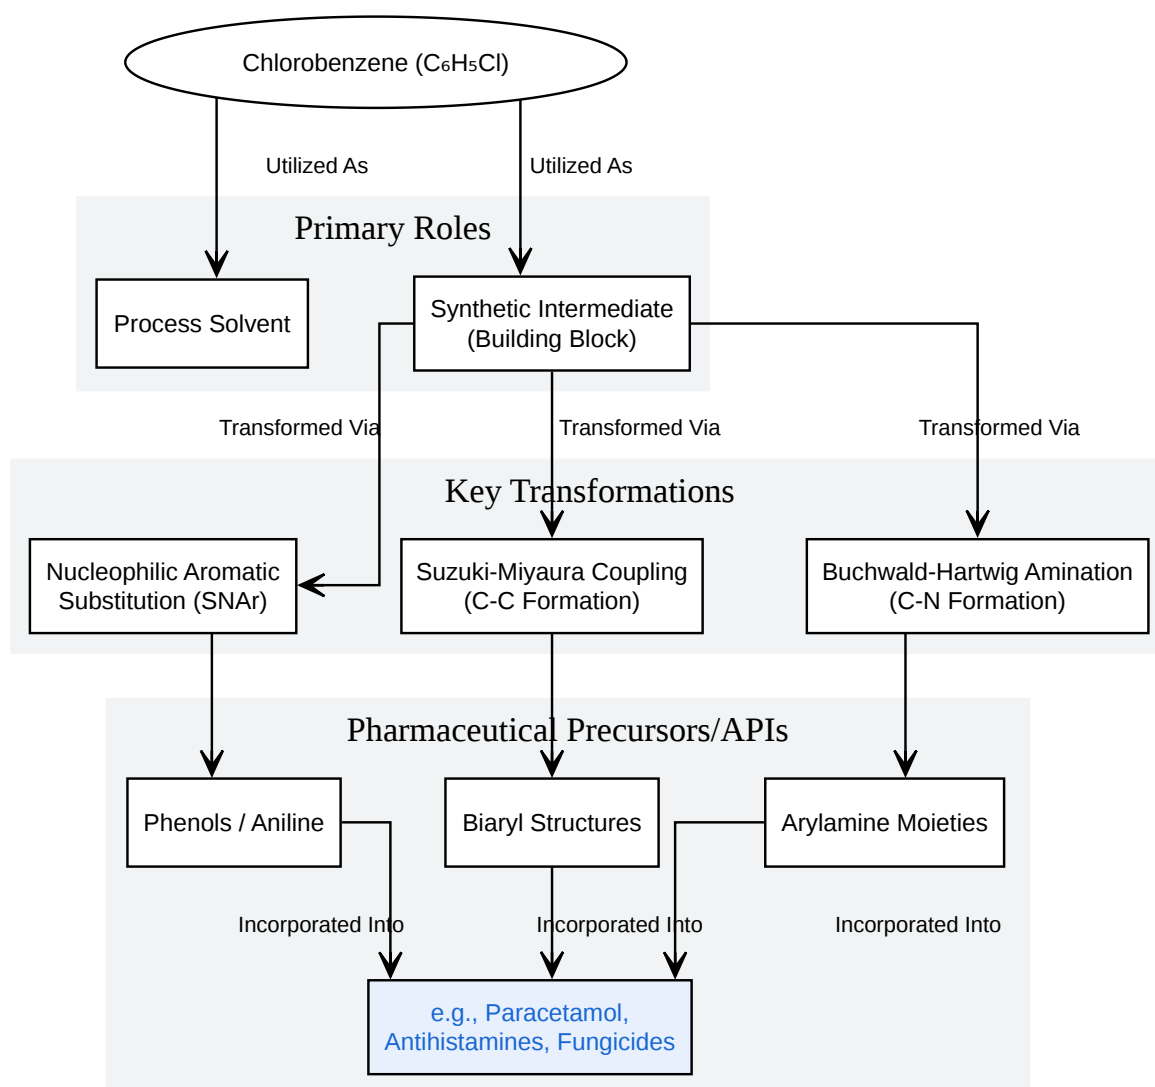 Chlorobenzene (C₆H₅Cl)
Utilized As
Utilized As
Primary Roles
Process Solvent
Synthetic Intermediate
(Building Block)
Transformed Via
Transformed Via
Transformed Via
Key Transformations
Nucleophilic Aromatic
Substitution (SNAr)
Suzuki-Miyaura Coupling
(C-C Formation)
Buchwald-Hartwig Amination
(C-N Formation)
Pharmaceutical Precursors/APIs
Phenols / Aniline
Biaryl Structures
Arylamine Moieties
Incorporated Into
Incorporated Into
Incorporated Into
e.g., Paracetamol,
Antihistamines, Fungicides